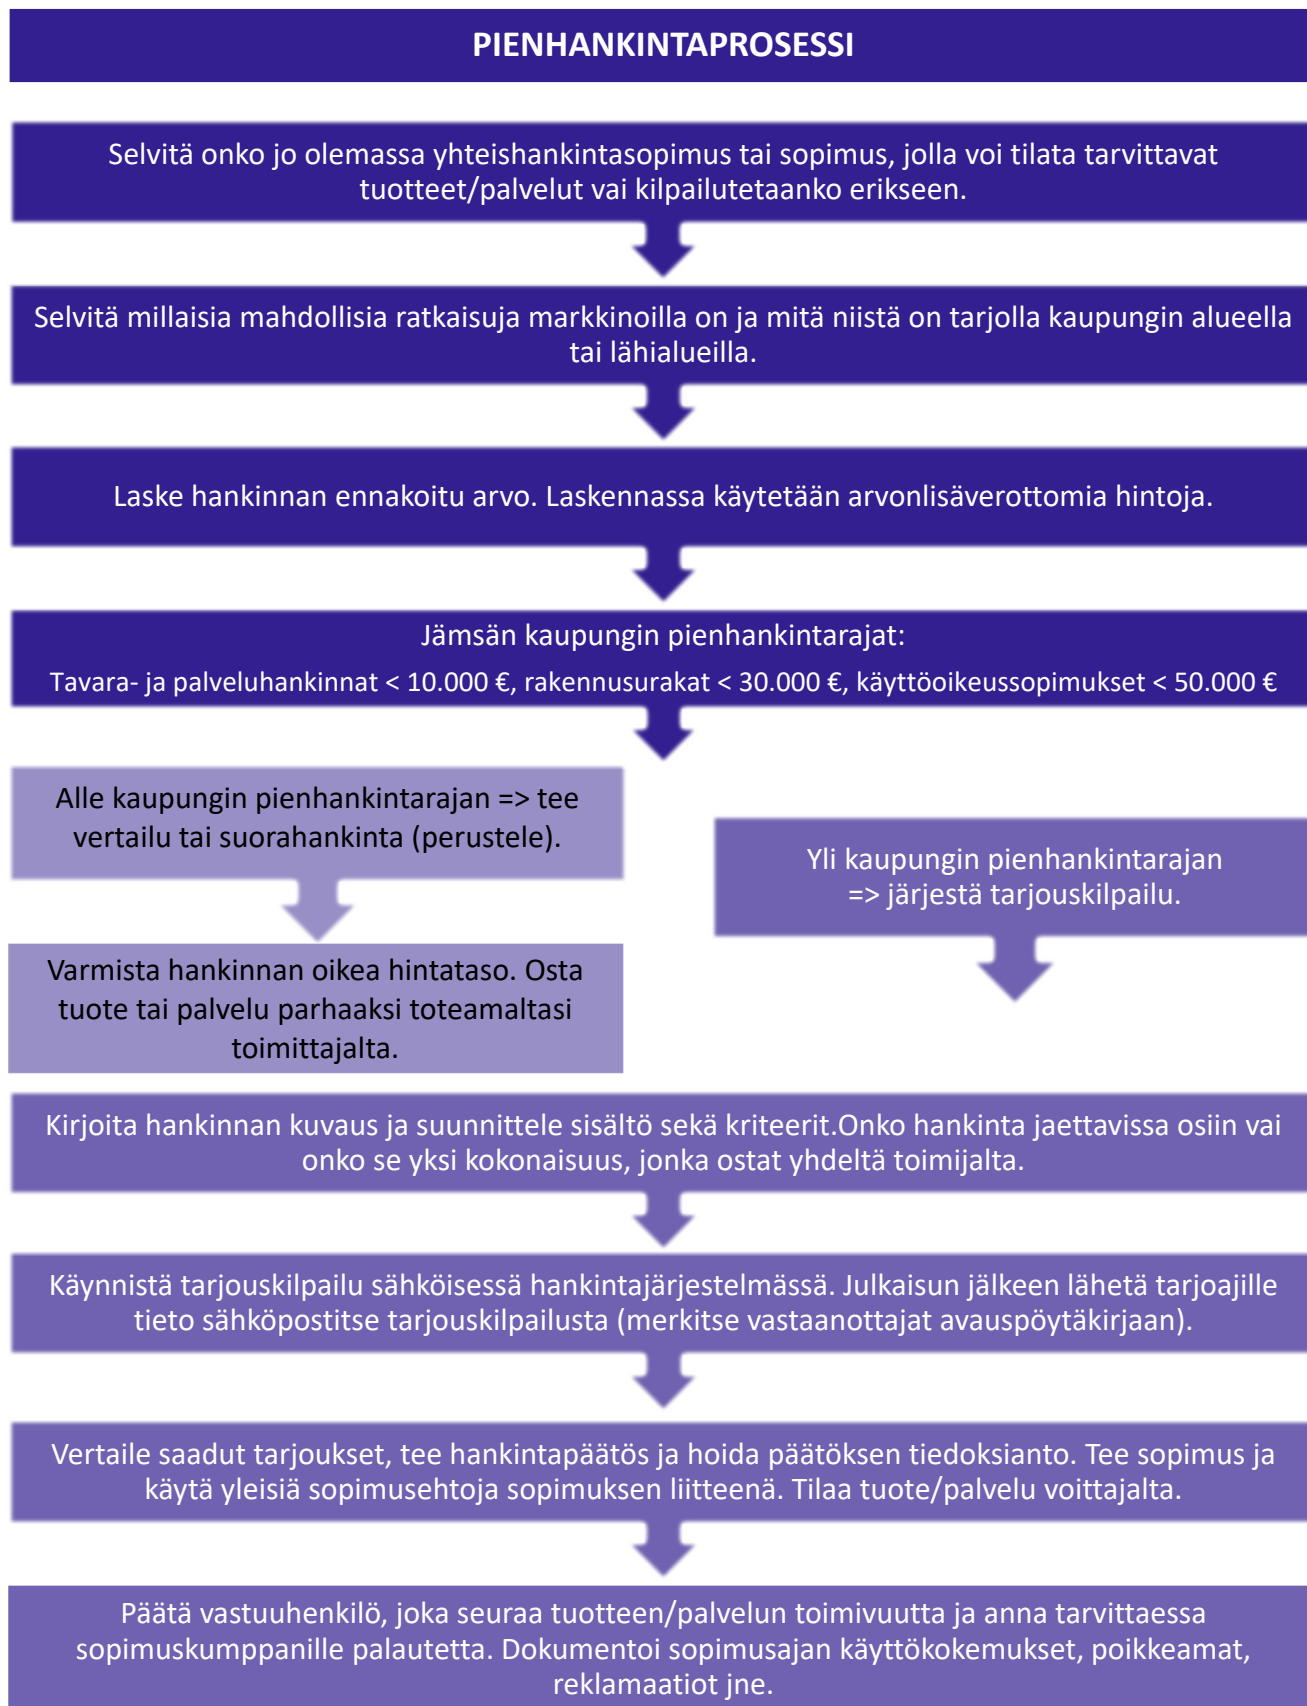 PIENHANKINTAPROSESSI
Selvitä onko jo olemassa yhteishankintasopimus tai sopimus, jolla voi tilata tarvittavat
tuotteet/palvelut vai kilpailutetaanko erikseen.
Selvitä millaisia mahdollisia ratkaisuja markkinoilla on ja mitä niistä on tarjolla kaupungin alueella
tai lähialueilla.
Laske hankinnan ennakoitu arvo. Laskennassa käytetään arvonlisäverottomia hintoja.
Jämsän kaupungin pienhankintarajat:
Tavara- ja palveluhankinnat < 10.000 €, rakennusurakat < 30.000 €, käyttöoikeussopimukset < 50.000 €
Alle kaupungin pienhankintarajan => tee
vertailu tai suorahankinta (perustele).
Varmista hankinnan oikea hintataso. Osta
tuote tai palvelu parhaaksi toteamaltasi
toimittajalta.
Yli kaupungin pienhankintarajan
=> järjestä tarjouskilpailu.
Kirjoita hankinnan kuvaus ja suunnittele sisältö sekä kriteerit.Onko hankinta jaettavissa osiin vai
onko se yksi kokonaisuus, jonka ostat yhdeltä toimijalta.
Käynnistä tarjouskilpailu sähköisessä hankintajärjestelmässä. Julkaisun jälkeen lähetä tarjoajille
tieto sähköpostitse tarjouskilpailusta (merkitse vastaanottajat avauspöytäkirjaan).
Vertaile saadut tarjoukset, tee hankintapäätös ja hoida päätöksen tiedoksianto. Tee sopimus ja
käytä yleisiä sopimusehtoja sopimuksen liitteenä. Tilaa tuote/palvelu voittajalta.
Päätä vastuuhenkilö, joka seuraa tuotteen/palvelun toimivuutta ja anna tarvittaessa
sopimuskumppanille palautetta. Dokumentoi sopimusajan käyttökokemukset, poikkeamat,
reklamaatiot jne.